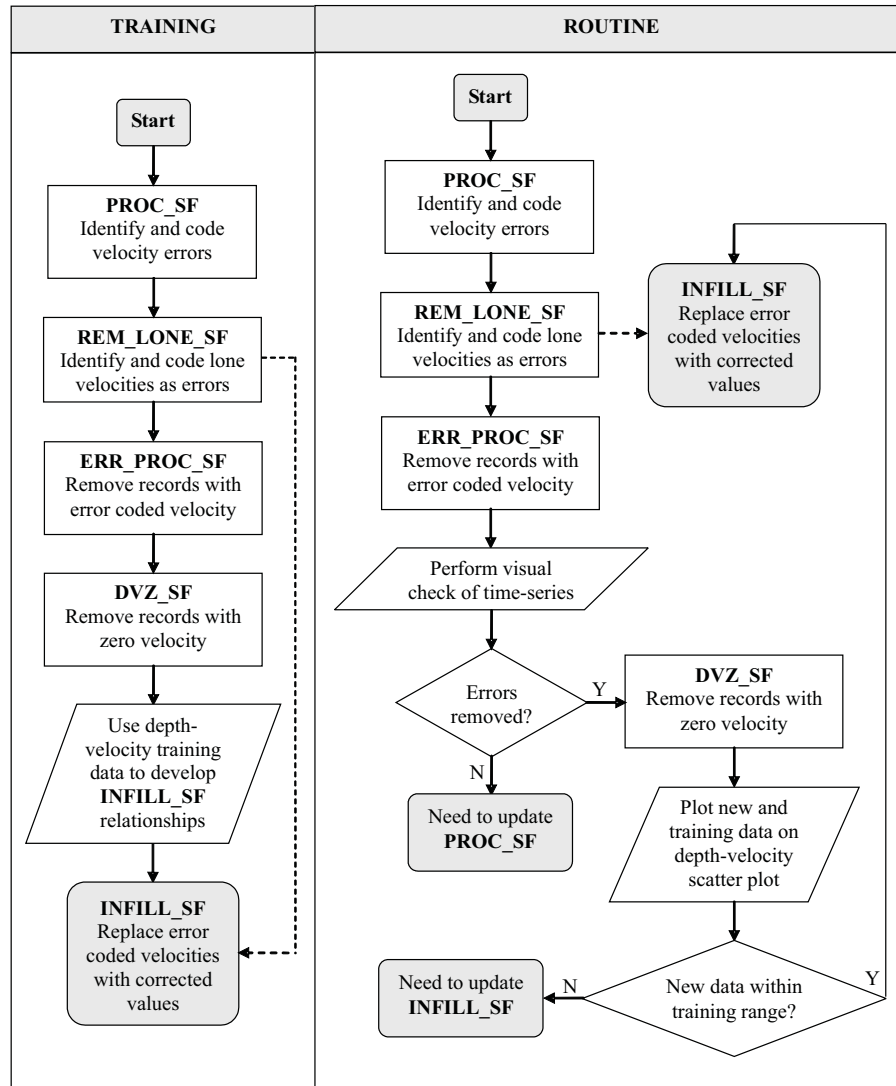 TRAINING
ROUTINE
Start
PROC_SF
Identify and code
velocity errors
REM_LONE_SF
Identify and code lone
velocities as errors
ERR_PROC_SF
Remove records with
error coded velocity
DVZ_SF
Remove records with
zero velocity
Use depth-
velocity training
data to develop
INFILL_SF
relationships
INFILL_SF
Replace error
coded velocities
with corrected
values
Start
PROC_SF
Identify and code
velocity errors
REM_LONE_SF
Identify and code lone
velocities as errors
INFILL_SF
Replace error
coded velocities
with corrected
values
ERR_PROC_SF
Remove records with
error coded velocity
Perform visual
check of time-series
Errors
removed?
Y
N
Need to update
PROC_SF
DVZ_SF
Remove records with
zero velocity
Plot new and
training data on
depth-velocity
scatter plot
New data within
training range?
Y
N
Need to update
INFILL_SF